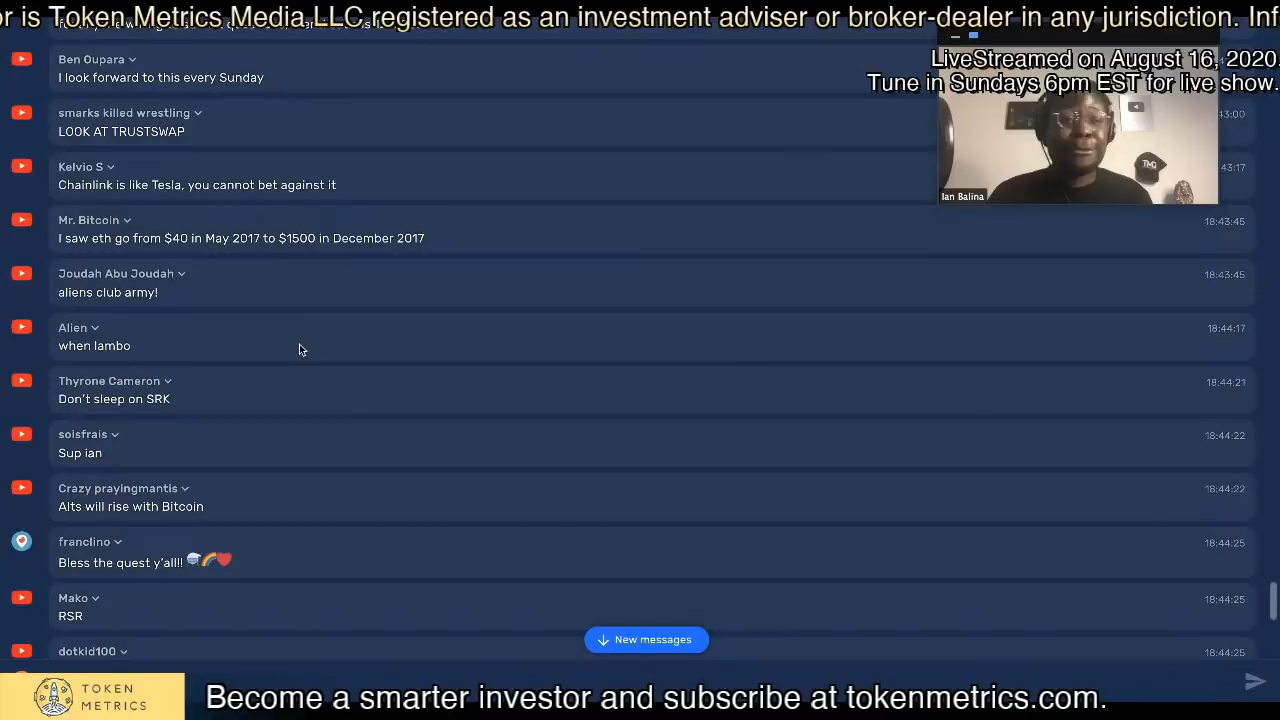 or is Token Metrics Media LLC registered as an investment adviser or broker-dealer in any jurisdiction. Inf
LiveStreamed on August 16, 2020.
Tune in Sundays 6pm EST for live show.
Ben Oupara
I look forward to this every Sunday
smarks killed wrestling
LOOK AT TRUSTSWAP
43:00
Kelvio S
Chainlink is like Tesla, you cannot bet against it
43:17
Ian Balina
Mr. Bitcoin
I saw eth go from $40 in May 2017 to $1500 in December 2017
18:43:45
Joudah Abu Joudah
aliens club army!
18:43:45
Alien
when lambo
18:44:17
Thyrone Cameron
Don't sleep on SRK
18:44:21
soisfrais
Sup ian
18:44:22
Crazy prayingmantis
Alts will rise with Bitcoin
18:44:22
franclino
Bless the quest y'all!!
18:44:25
Mako
RSR
18:44:25
New messages
dotkid100
18:44:25
TOKEN
METRICS
Become a smarter investor and subscribe at tokenmetrics.com.